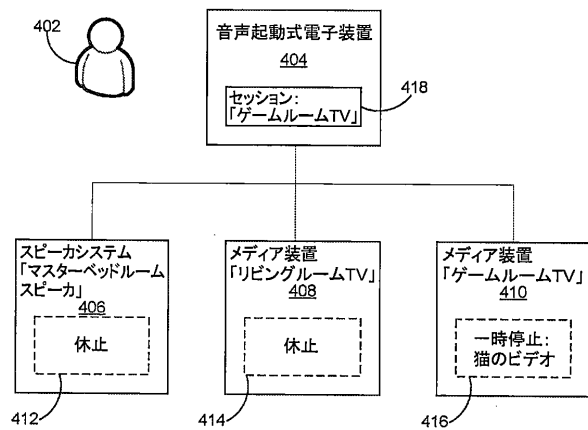 402
音声起動式電子装置
404
セッション:
「ゲームルームTV」
418
スピーカシステム
「マスターベッドルーム
スピーカ」
406
休止
412
メディア装置
「リビングルームTV」
408
休止
414
メディア装置
「ゲームルームTV」
410
一時停止:
猫のビデオ
416